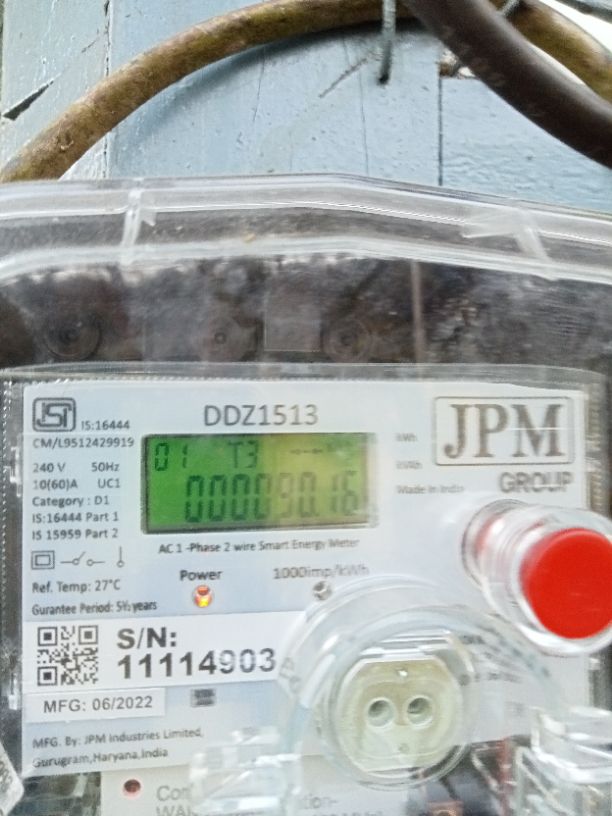 IS:16444
CM/L9512429919
240 V 50Hz
10(60)A UC1
Category : D1
IS:16444 Part 1
IS 15959 Part 2
Ref. Temp: 27°C
Gurantee Period: 5½ years
DDZ1513
01 T3
000090.16
AC 1 -Phase 2 wire Smart Energy Meter
Power 1000imp/kWh
kWh
kVAh
Made in India
JPM
GROUP
S/N:
11114903
MFG: 06/2022
MFG. By: JPM Industries Limited,
Gurugram,Haryana,India